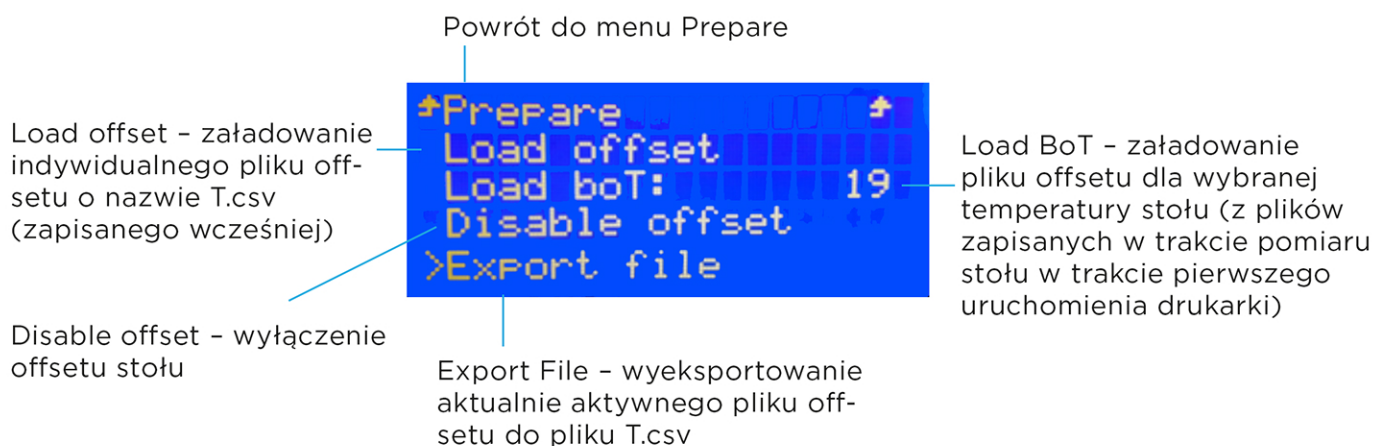 Powrót do menu Prepare
Prepare
Load offset
Load boT: 19
Disable offset
>Export file
Load offset – załadowanie
indywidualnego pliku off-
setu o nazwie T.csv
(zapisanego wcześniej)
Disable offset – wyłączenie
offsetu stołu
Export File – wyeksportowanie
aktualnie aktywnego pliku off-
setu do pliku T.csv
Load BoT – załadowanie
pliku offsetu dla wybranej
temperatury stołu (z plików
zapisanych w trakcie pomiaru
stołu w trakcie pierwszego
uruchomienia drukarki)